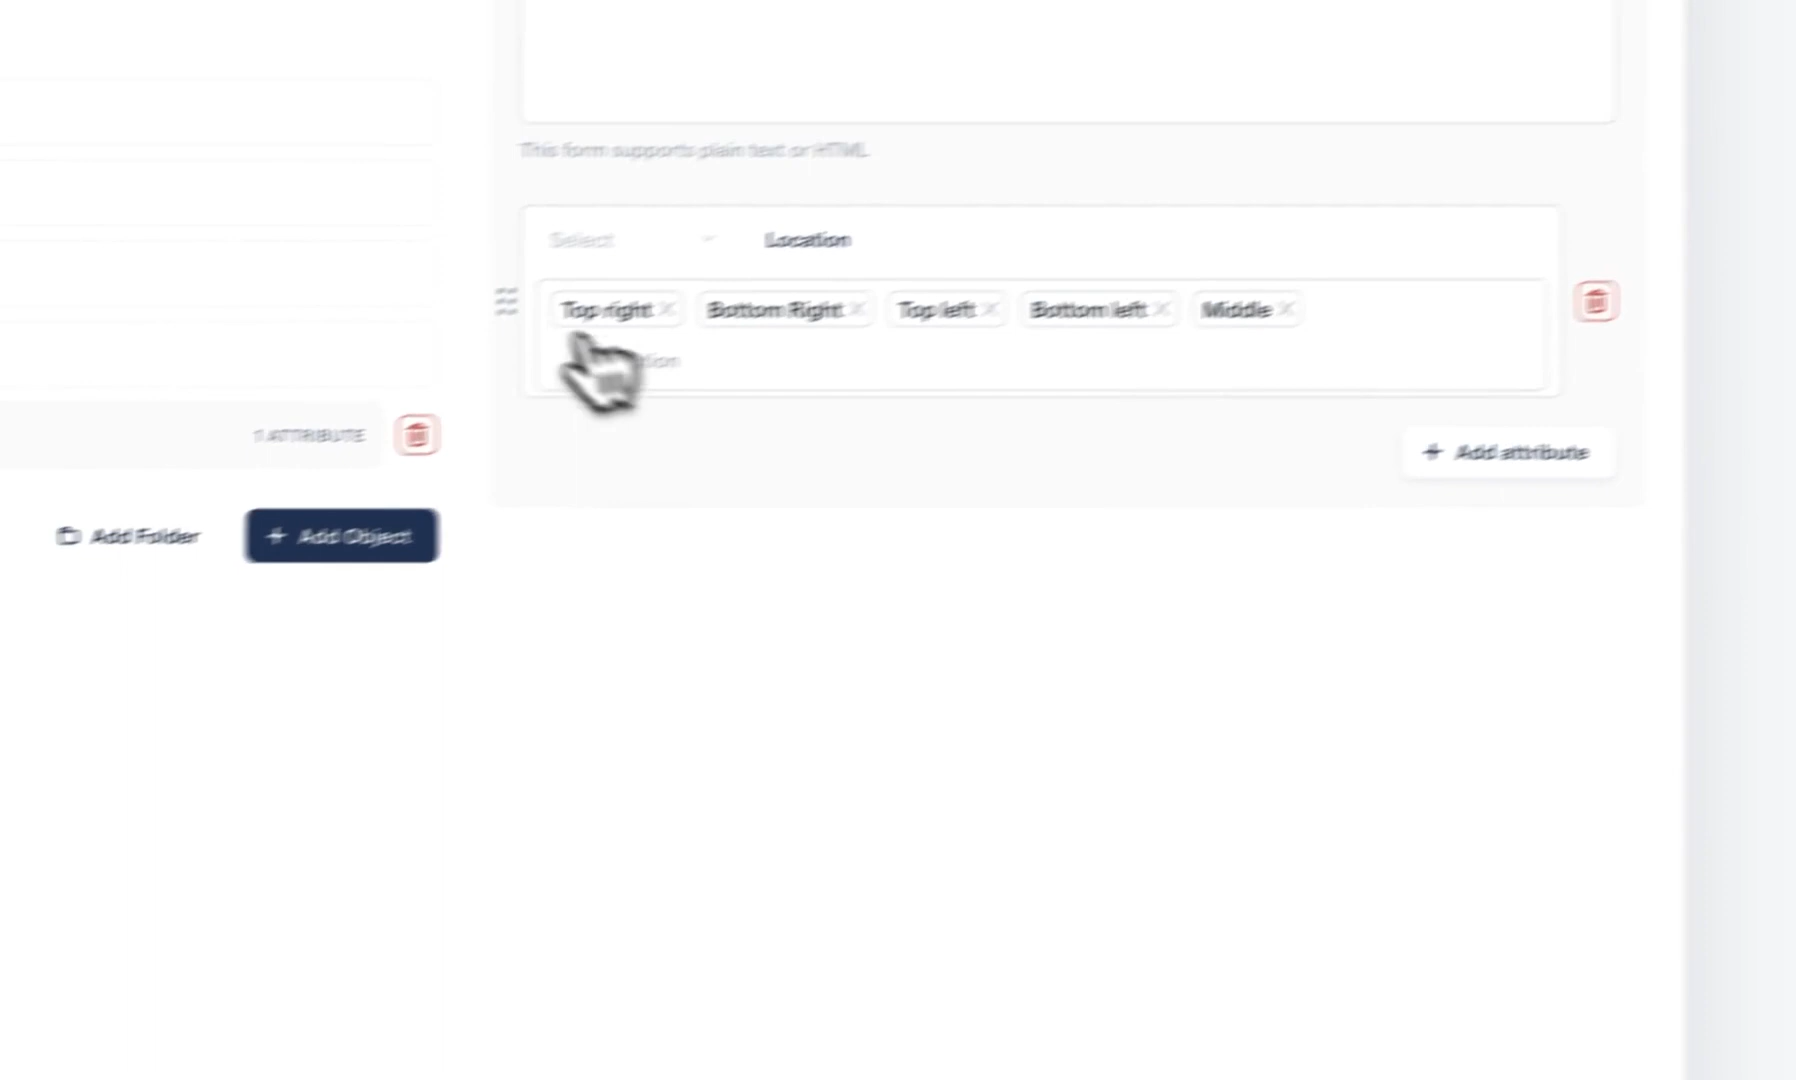 This form supports plain text or HTML
Select Location
Top right Bottom Right Top left Bottom left Middle
1 ATTRIBUTE
Add attribute
Add Folder Add Object